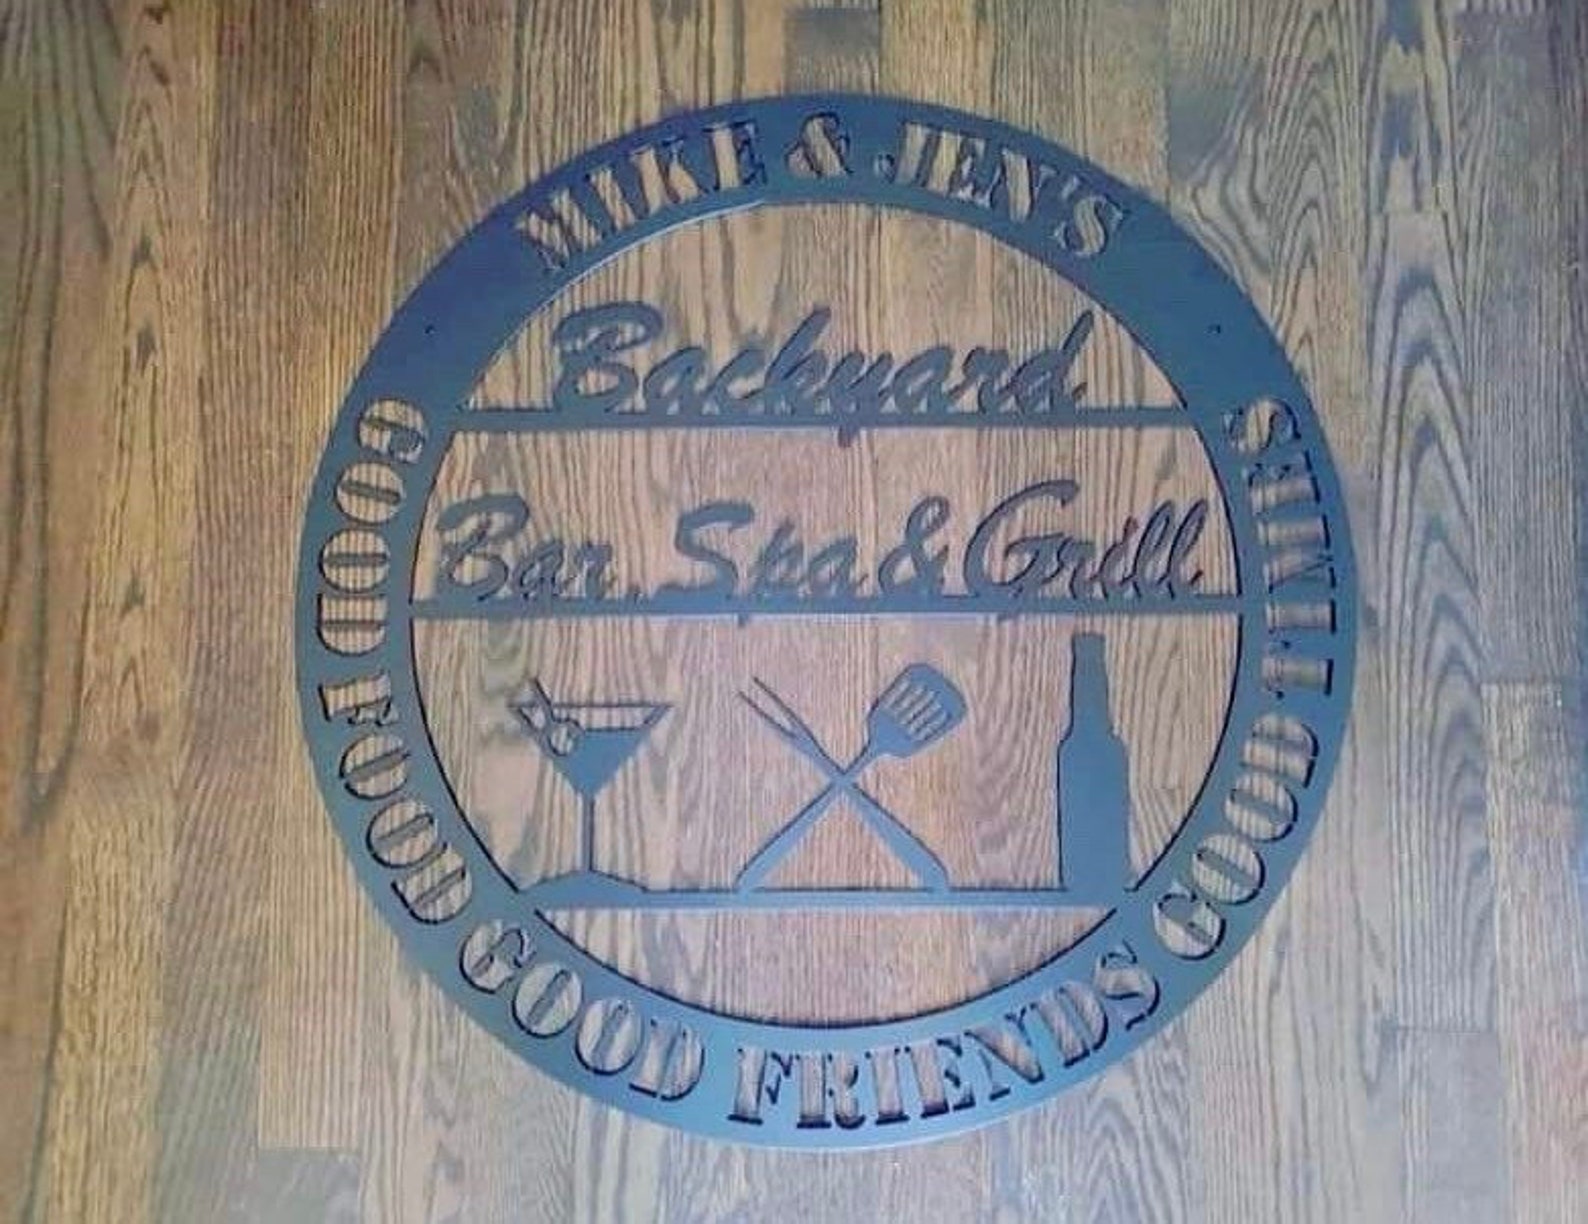 MIKE & JEN'S
Backyard
Bar, Spa & Grill
GOOD FOOD GOOD FRIENDS GOOD TIMES